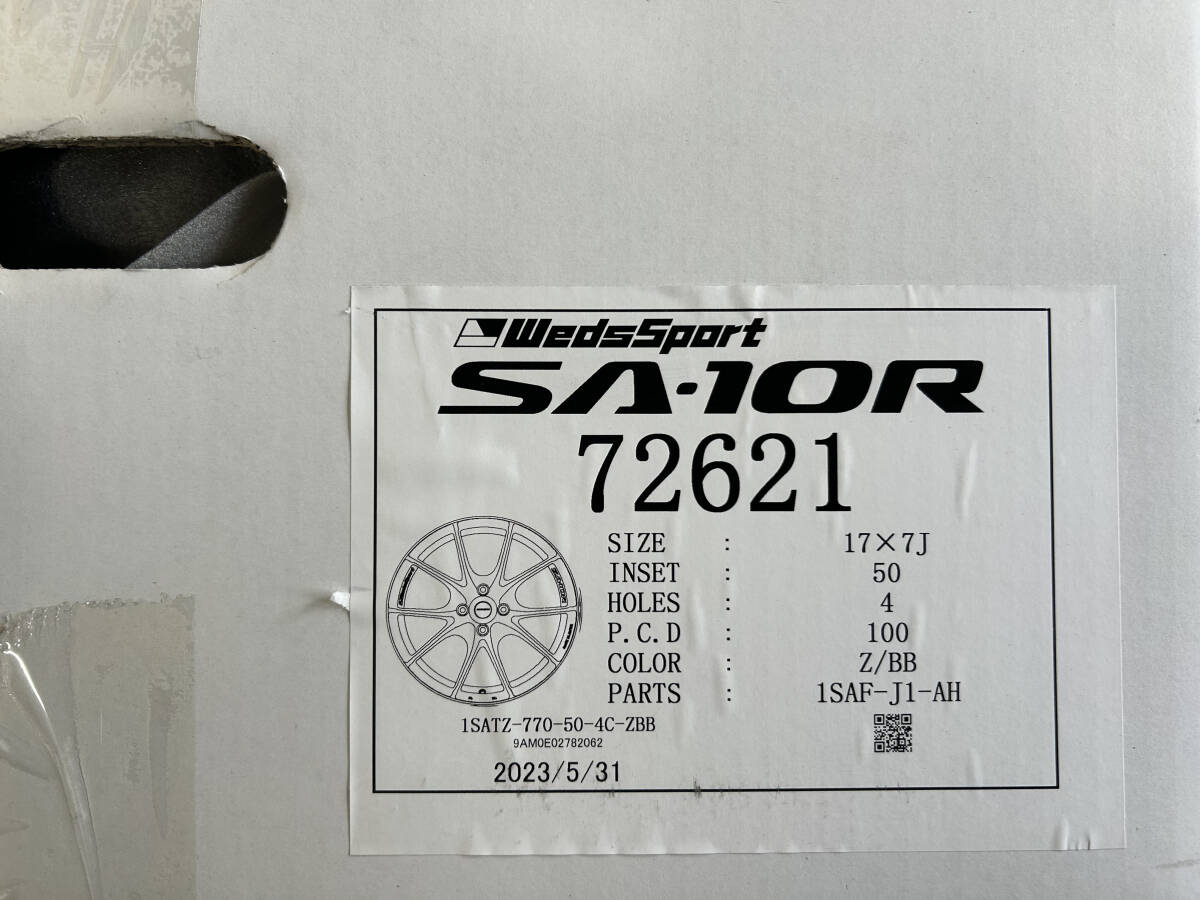 WedsSport
SA-10R
72621
SIZE : 17×7J
INSET : 50
HOLES : 4
P.C.D : 100
COLOR : Z/BB
PARTS : 1SAF-J1-AH
1SATZ-770-50-4C-ZBB
9AM0E02782062
2023/5/31